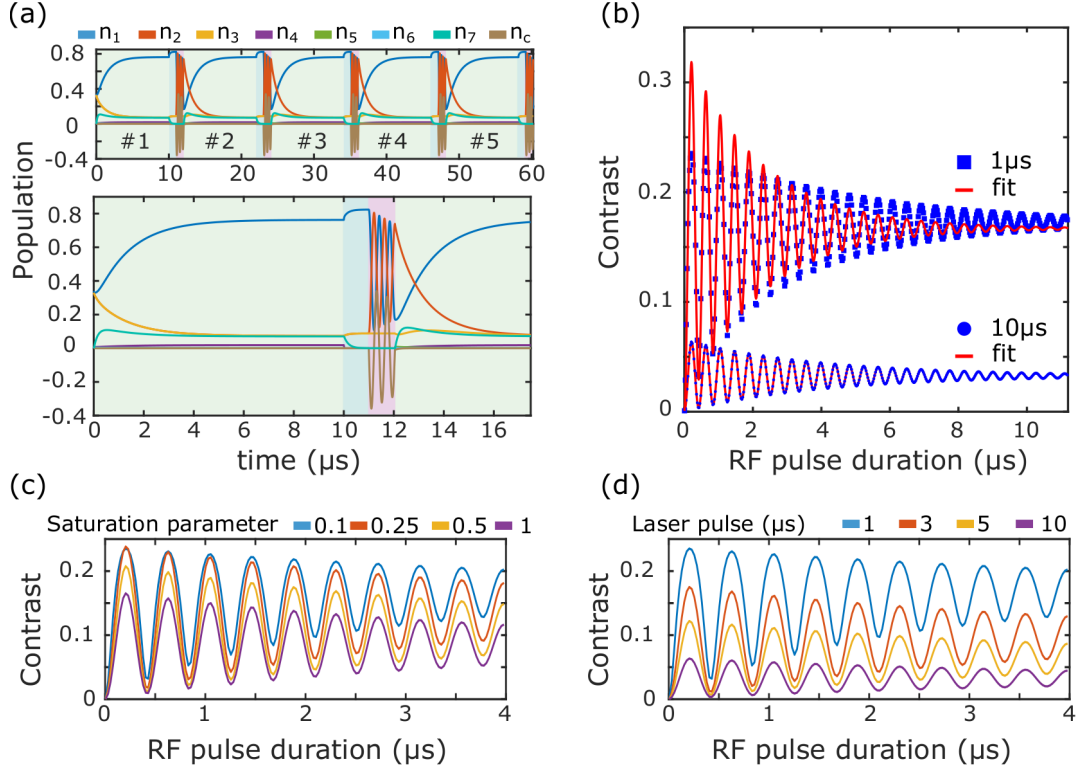 (a)
n1 n2 n3 n4 n5 n6 n7 nc
0.8
0.4
0
-0.4
#1 #2 #3 #4 #5
0 10 20 30 40 50 60
Population
0.8
0.6
0.4
0.2
0
-0.2
-0.4
0 2 4 6 8 10 12 14 16
time (μs)
(b)
0.3
0.2
0.1
0
Contrast
1μs
fit
10μs
fit
0 2 4 6 8 10
RF pulse duration (μs)
(c)
Saturation parameter 0.1 0.25 0.5 1
0.2
0.1
0
Contrast
0 1 2 3 4
RF pulse duration (μs)
(d)
Laser pulse (μs) 1 3 5 10
0.2
0.1
0
Contrast
0 1 2 3 4
RF pulse duration (μs)